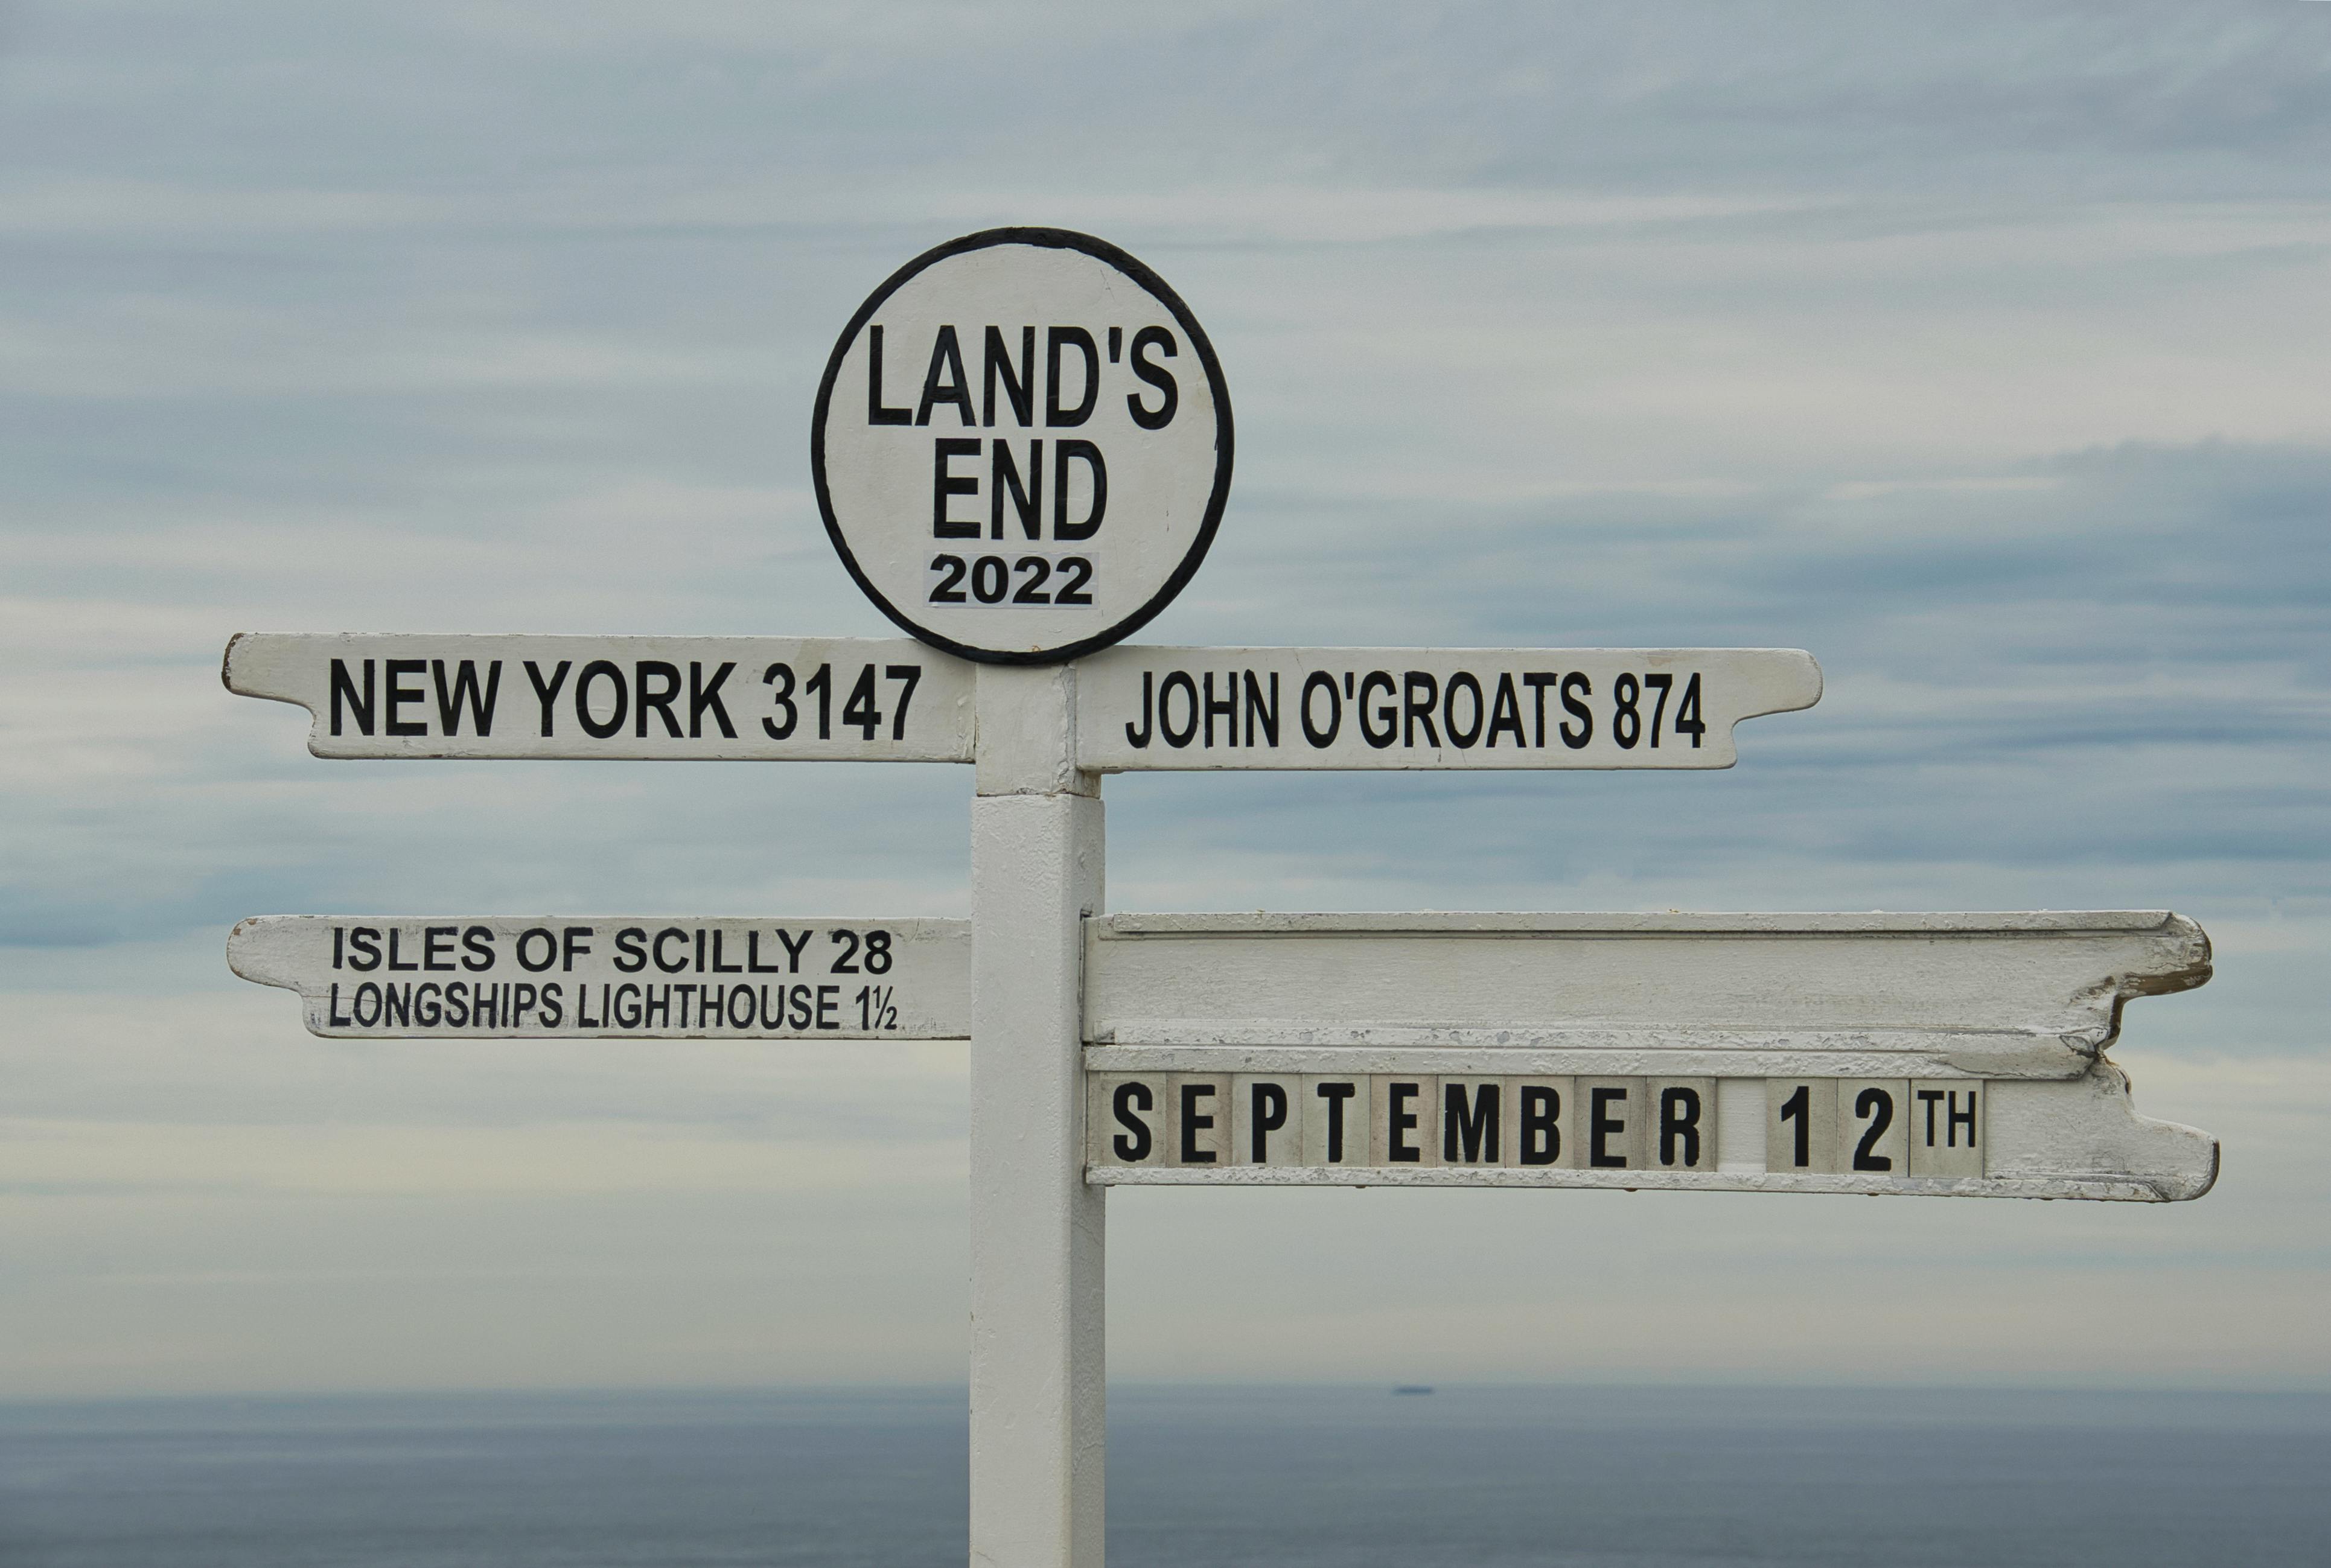 LAND'S
END
2022
NEW YORK 3147
JOHN O'GROATS 874
ISLES OF SCILLY 28
LONGSHIPS LIGHTHOUSE 1½
SEPTEMBER 12TH